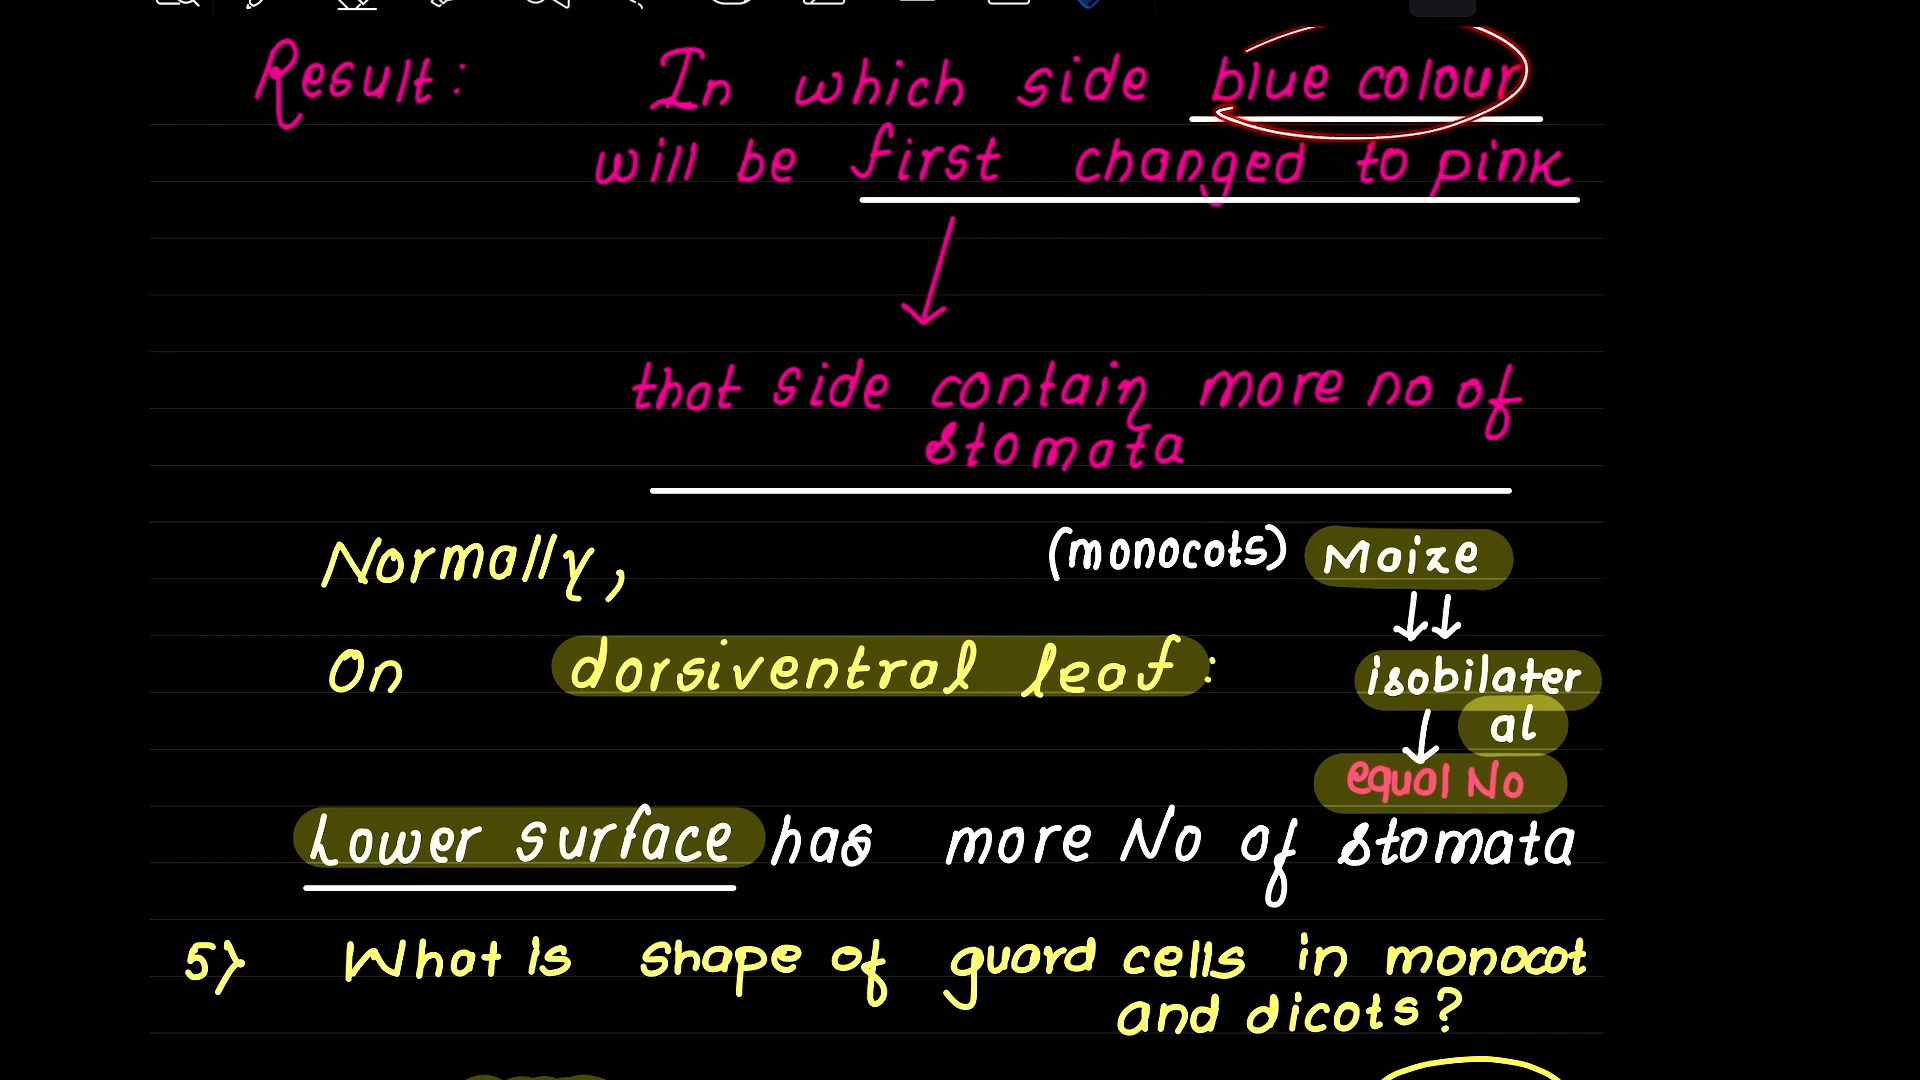 Result: In which side blue colour
will be first changed to pink
that side contain more no of
stomata
Normally, (monocots) Maize
On dorsiventral leaf: isobilater
al
equal No
Lower surface has more No of stomata
5) What is shape of guard cells in monocot
and dicots?